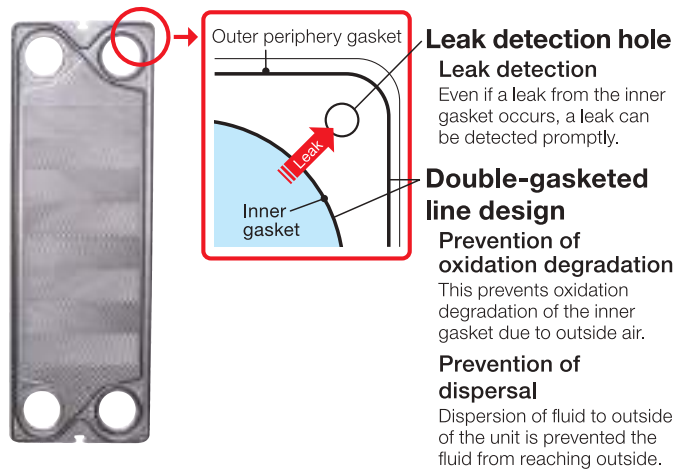 Outer periphery gasket
Leak
Inner
gasket
Leak detection hole
Leak detection
Even if a leak from the inner
gasket occurs, a leak can
be detected promptly.
Double-gasketed
line design
Prevention of
oxidation degradation
This prevents oxidation
degradation of the inner
gasket due to outside air.
Prevention of
dispersal
Dispersion of fluid to outside
of the unit is prevented the
fluid from reaching outside.